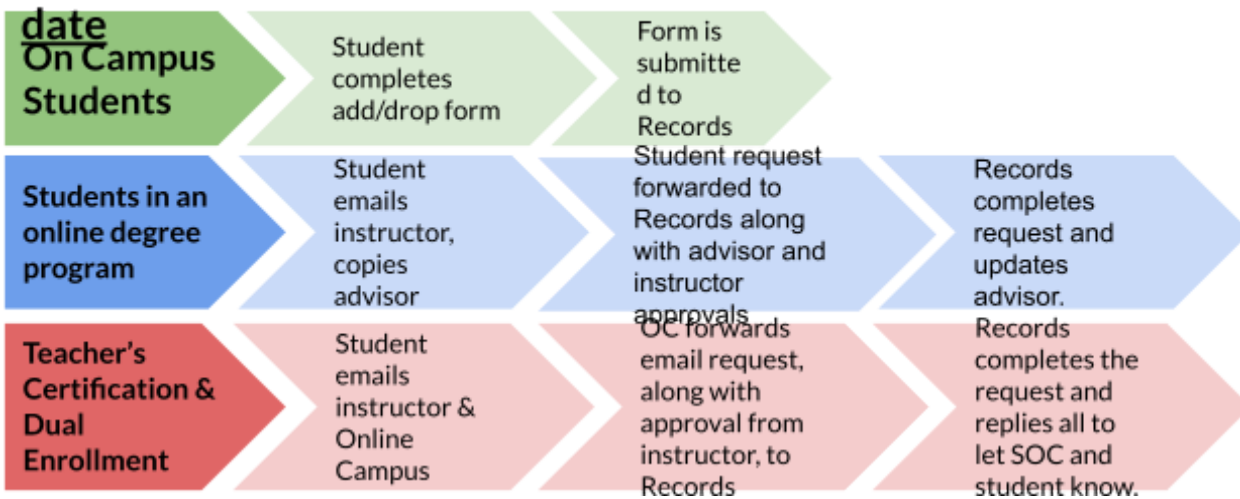 date
On Campus
Students
Student
completes
add/drop form
Form is
submitte
d to
Records
Students in an
online degree
program
Student
emails
instructor,
copies
advisor
Student request
forwarded to
Records along
with advisor and
instructor
approvals
Records
completes
request and
updates
advisor.
Teacher’s
Certification &
Dual
Enrollment
Student
emails
instructor &
Online
Campus
OC forwards
email request,
along with
approval from
instructor, to
Records
Records
completes the
request and
replies all to
let SOC and
student know.